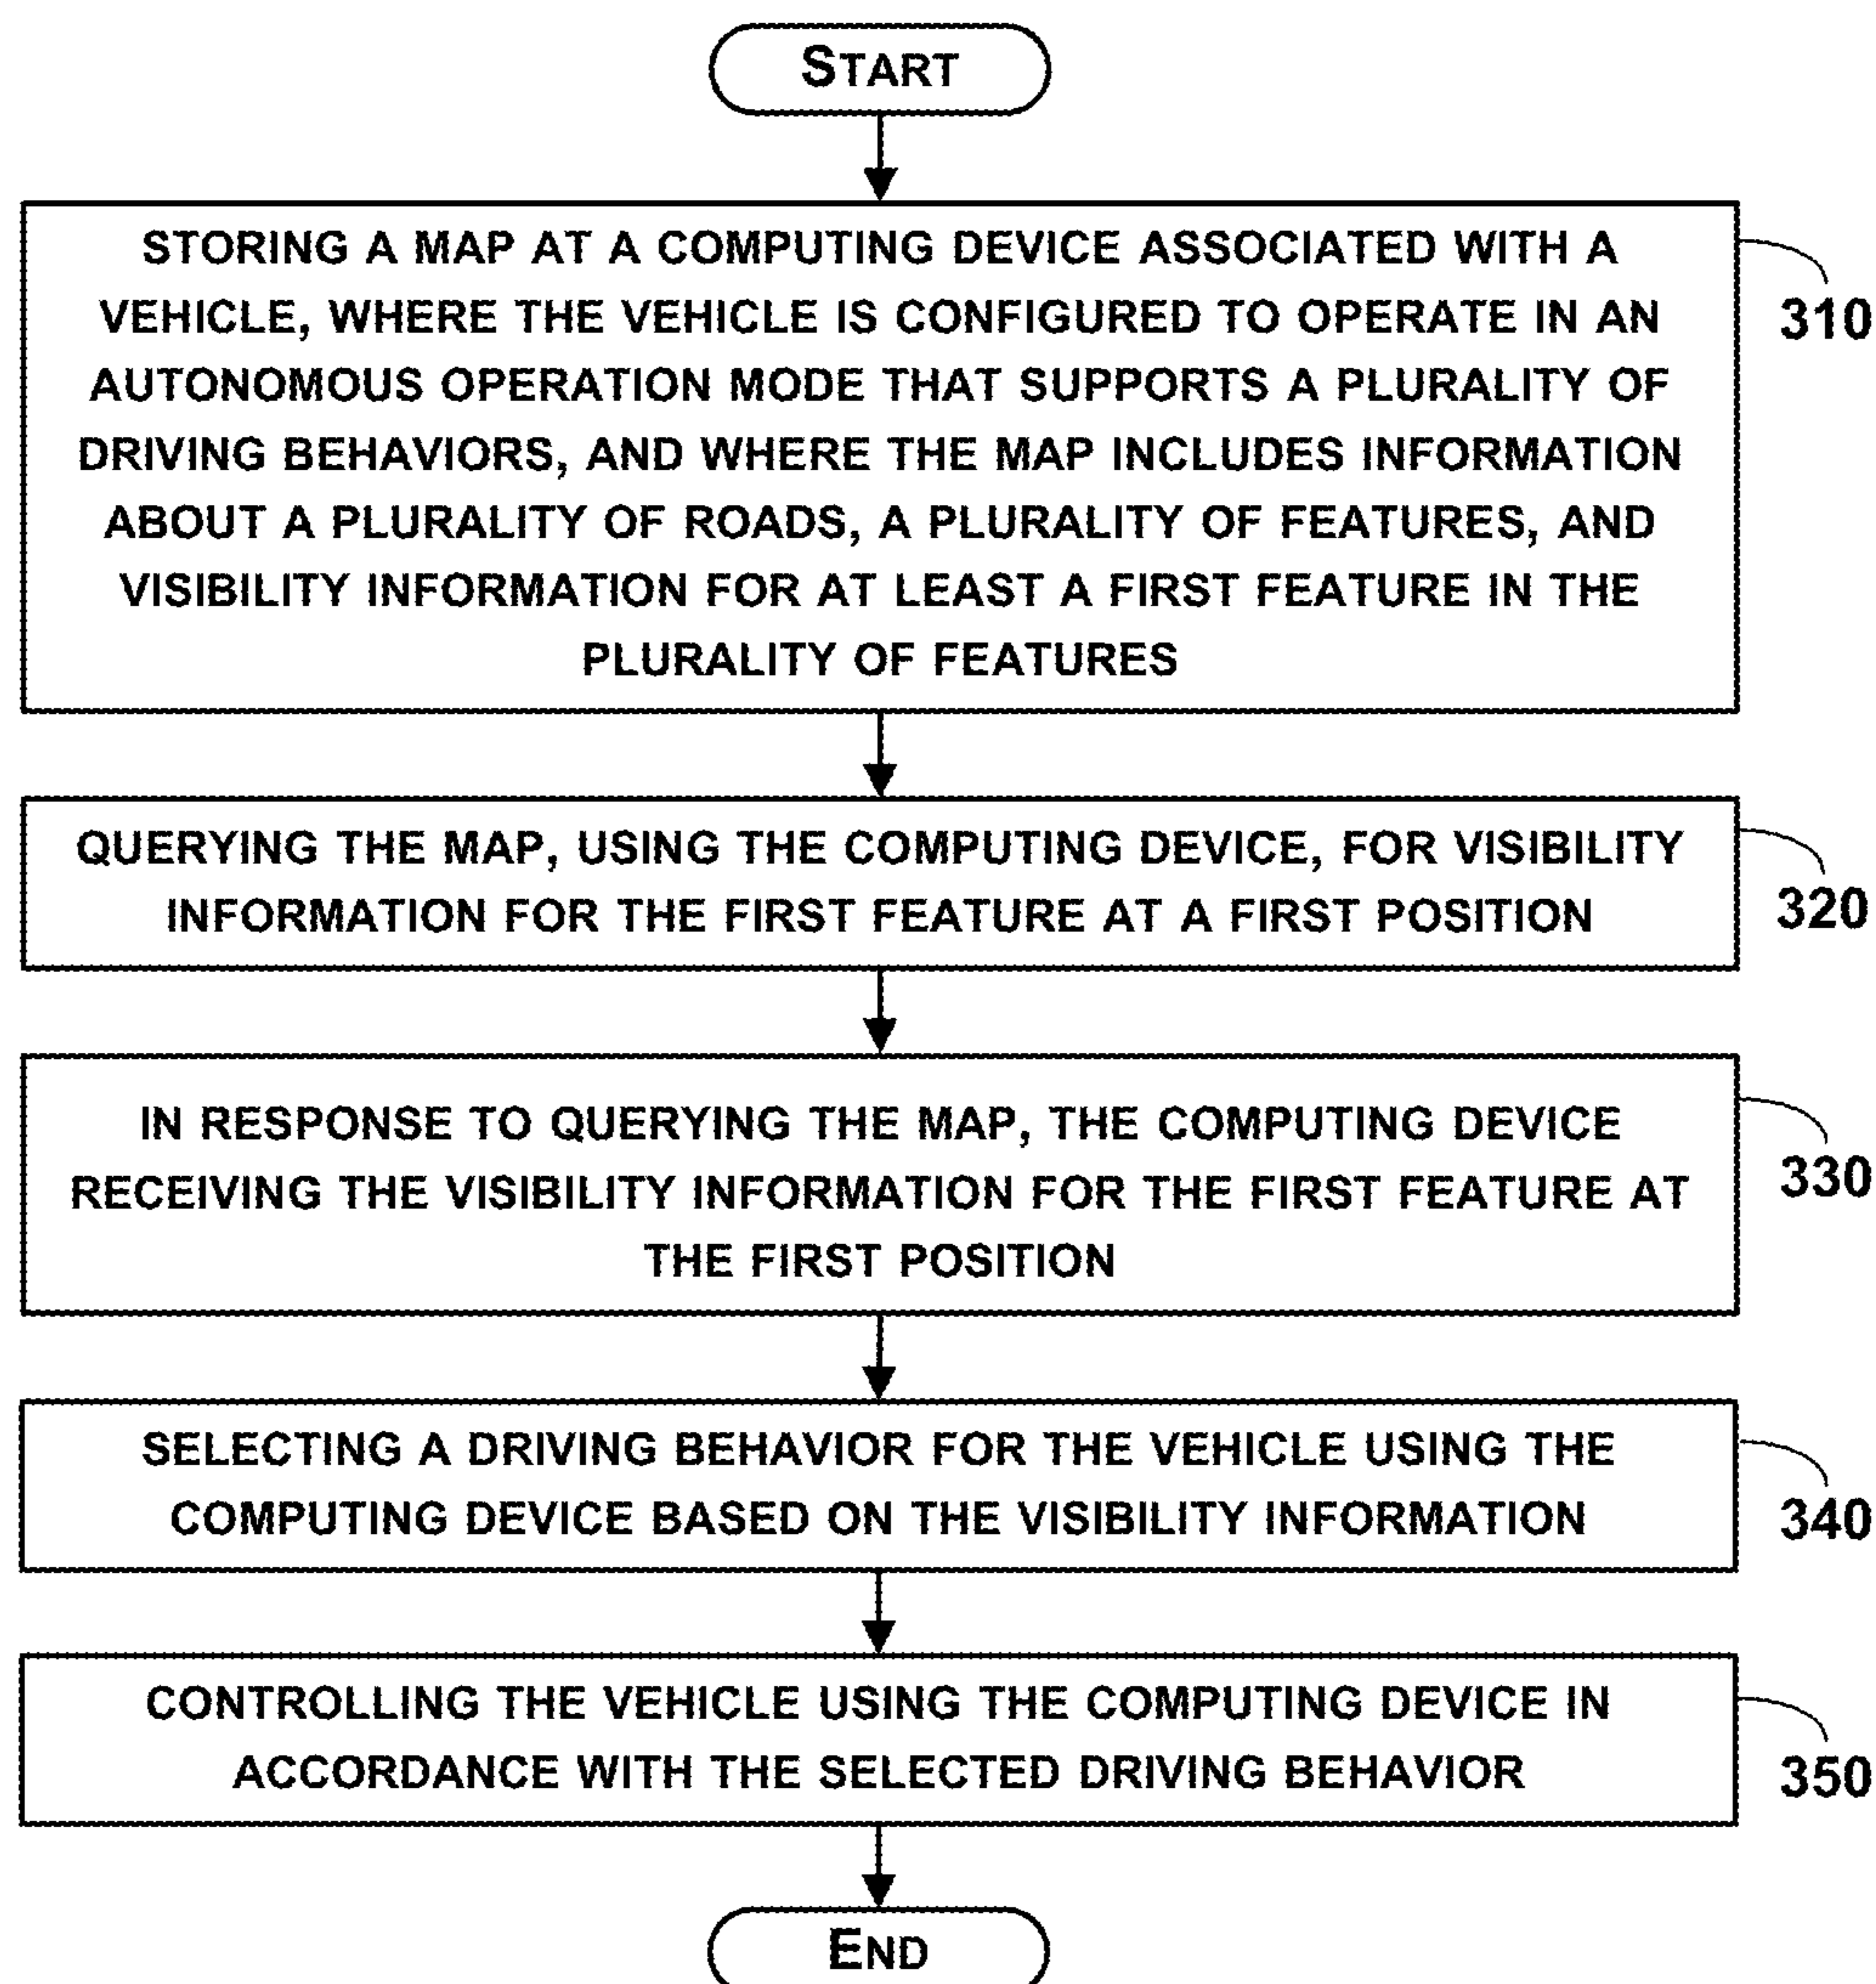 START
STORING A MAP AT A COMPUTING DEVICE ASSOCIATED WITH A
VEHICLE, WHERE THE VEHICLE IS CONFIGURED TO OPERATE IN AN
AUTONOMOUS OPERATION MODE THAT SUPPORTS A PLURALITY OF
DRIVING BEHAVIORS, AND WHERE THE MAP INCLUDES INFORMATION
ABOUT A PLURALITY OF ROADS, A PLURALITY OF FEATURES, AND
VISIBILITY INFORMATION FOR AT LEAST A FIRST FEATURE IN THE
PLURALITY OF FEATURES
310
QUERYING THE MAP, USING THE COMPUTING DEVICE, FOR VISIBILITY
INFORMATION FOR THE FIRST FEATURE AT A FIRST POSITION
320
IN RESPONSE TO QUERYING THE MAP, THE COMPUTING DEVICE
RECEIVING THE VISIBILITY INFORMATION FOR THE FIRST FEATURE AT
THE FIRST POSITION
330
SELECTING A DRIVING BEHAVIOR FOR THE VEHICLE USING THE
COMPUTING DEVICE BASED ON THE VISIBILITY INFORMATION
340
CONTROLLING THE VEHICLE USING THE COMPUTING DEVICE IN
ACCORDANCE WITH THE SELECTED DRIVING BEHAVIOR
350
END